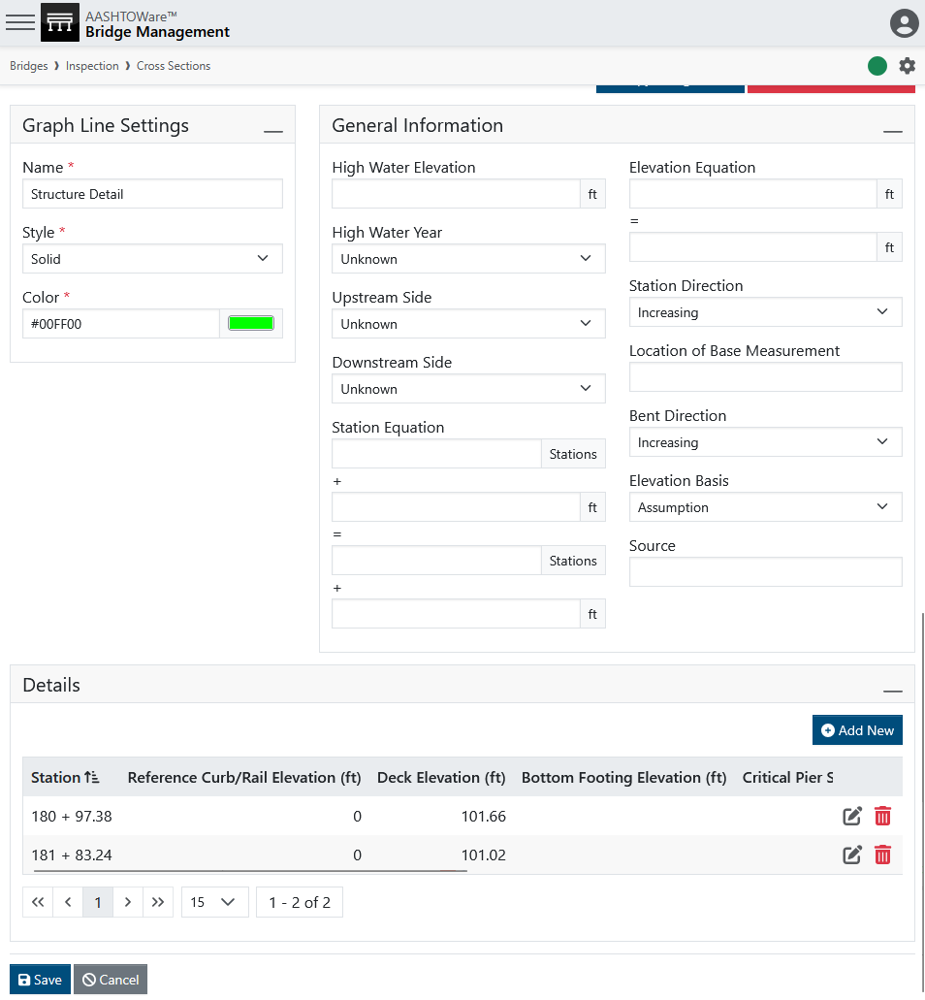 AASHTOWare™
Bridge Management
Bridges ❯ Inspection ❯ Cross Sections
Graph Line Settings
Name *
Structure Detail
Style *
Solid
Color *
#00FF00
General Information
High Water Elevation
ft
High Water Year
Unknown
Upstream Side
Unknown
Downstream Side
Unknown
Station Equation
Stations
+
ft
=
Stations
+
ft
Elevation Equation
ft
=
ft
Station Direction
Increasing
Location of Base Measurement
Bent Direction
Increasing
Elevation Basis
Assumption
Source
Details
Add New
Station Reference Curb/Rail Elevation (ft) Deck Elevation (ft) Bottom Footing Elevation (ft) Critical Pier S
180 + 97.38 0 101.66
181 + 83.24 0 101.02
1 15 1 - 2 of 2
Save Cancel